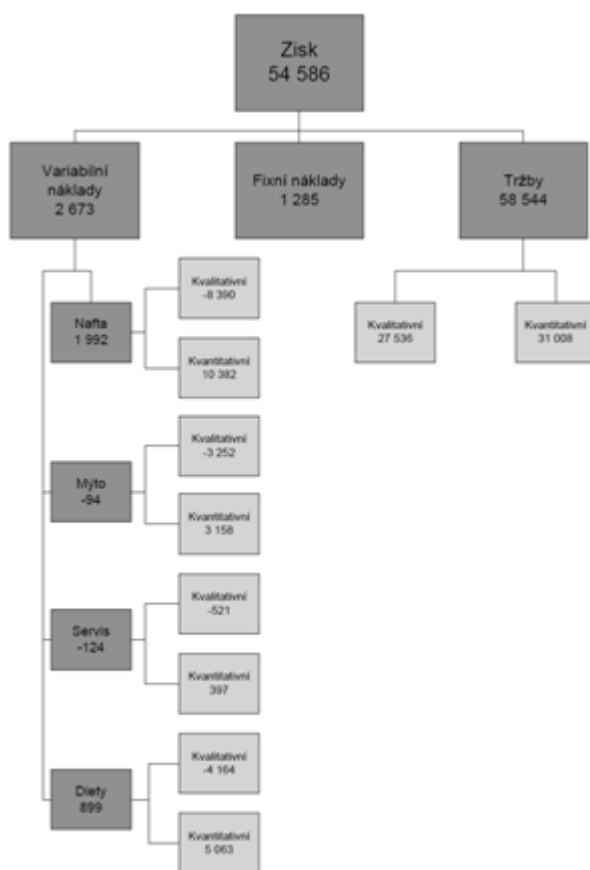 Zisk
54 586
Variabilní
náklady
2 673
Fixní náklady
1 285
Tržby
58 544
Nafta
1 992
Kvalitativní
-8 390
Kvantitativní
10 382
Kvalitativní
27 536
Kvantitativní
31 008
Mýto
-94
Kvalitativní
-3 252
Kvantitativní
3 158
Servis
-124
Kvalitativní
-521
Kvantitativní
397
Diety
899
Kvalitativní
-4 164
Kvantitativní
5 063